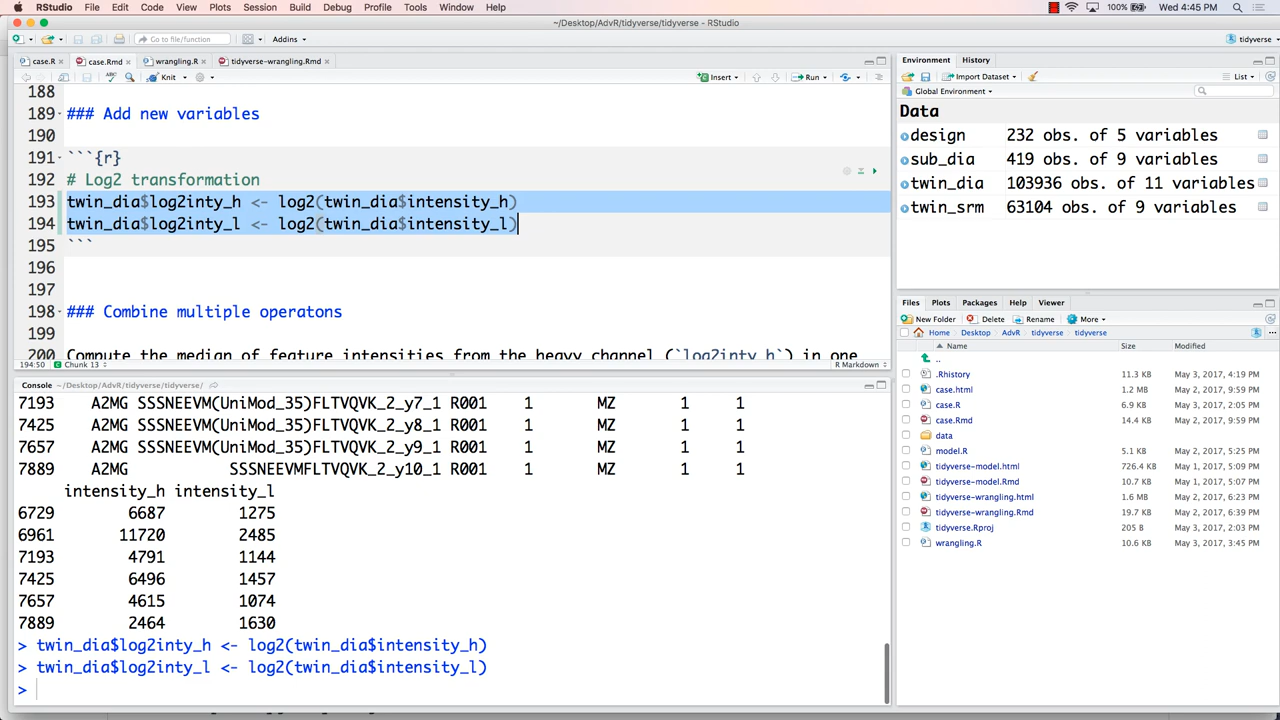 RStudio File Edit Code View Plots Session Build Debug Profile Tools Window Help 100% Wed 4:45 PM
~/Desktop/AdvR/tidyverse/tidyverse - RStudio
Go to file/function Addins tidyverse
case.R case.Rmd wrangling.R tidyverse-wrangling.Rmd
Knit Insert Run
188
189 ### Add new variables
190
191 ```{r}
192 # Log2 transformation
193 twin_dia$log2inty_h <- log2(twin_dia$intensity_h)
194 twin_dia$log2inty_l <- log2(twin_dia$intensity_l)
195 ```
196
197
198 ### Combine multiple operatons
199
200 Compute the median of feature intensities from the heavy channel (`log2inty_h`) in one
194:50 Chunk 13 R Markdown
Console ~/Desktop/AdvR/tidyverse/tidyverse/
7193 A2MG SSSNEEVM(UniMod_35)FLTVQVK_2_y7_1 R001 1 MZ 1 1
7425 A2MG SSSNEEVM(UniMod_35)FLTVQVK_2_y8_1 R001 1 MZ 1 1
7657 A2MG SSSNEEVM(UniMod_35)FLTVQVK_2_y9_1 R001 1 MZ 1 1
7889 A2MG SSSNEEVMFLTVQVK_2_y10_1 R001 1 MZ 1 1
intensity_h intensity_l
6729 6687 1275
6961 11720 2485
7193 4791 1144
7425 6496 1457
7657 4615 1074
7889 2464 1630
> twin_dia$log2inty_h <- log2(twin_dia$intensity_h)
> twin_dia$log2inty_l <- log2(twin_dia$intensity_l)
>
Environment History
Import Dataset List
Global Environment
Data
design 232 obs. of 5 variables
sub_dia 419 obs. of 9 variables
twin_dia 103936 obs. of 11 variables
twin_srm 63104 obs. of 9 variables
Files Plots Packages Help Viewer
New Folder Delete Rename More
Home Desktop AdvR tidyverse tidyverse
Name Size Modified
..
.Rhistory 11.3 KB May 3, 2017, 4:19 PM
case.html 1.2 MB May 2, 2017, 9:59 PM
case.R 6.9 KB May 3, 2017, 2:05 PM
case.Rmd 14.4 KB May 2, 2017, 9:59 PM
data
model.R 5.1 KB May 2, 2017, 5:25 PM
tidyverse-model.html 726.4 KB May 1, 2017, 5:09 PM
tidyverse-model.Rmd 10.7 KB May 1, 2017, 5:07 PM
tidyverse-wrangling.html 1.6 MB May 2, 2017, 6:23 PM
tidyverse-wrangling.Rmd 19.7 KB May 2, 2017, 6:39 PM
tidyverse.Rproj 205 B May 3, 2017, 2:03 PM
wrangling.R 10.6 KB May 3, 2017, 3:45 PM